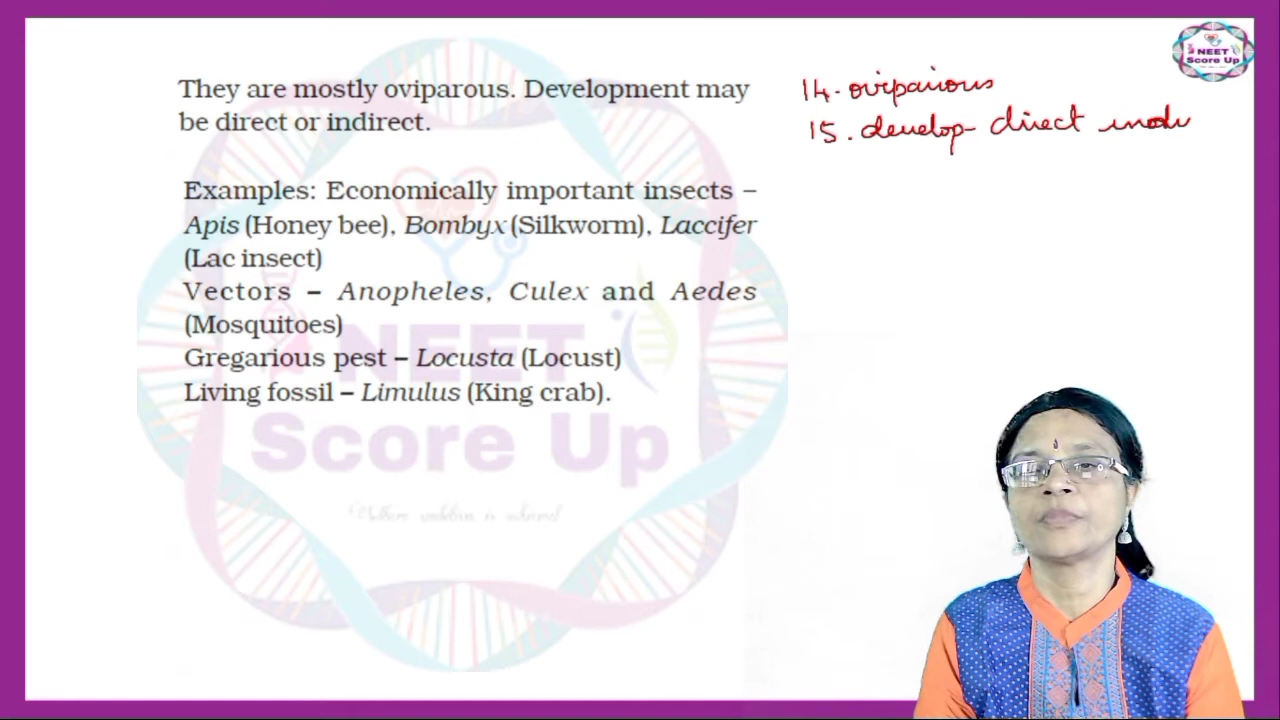 They are mostly oviparous. Development may
be direct or indirect.
14. oviparious
15. develop- direct
Examples: Economically important insects –
Apis (Honey bee), Bombyx (Silkworm), Laccifer
(Lac insect)
Vectors – Anopheles, Culex and Aedes
(Mosquitoes)
Gregarious pest – Locusta (Locust)
Living fossil – Limulus (King crab).
NEET
Score Up
NEET
Score Up